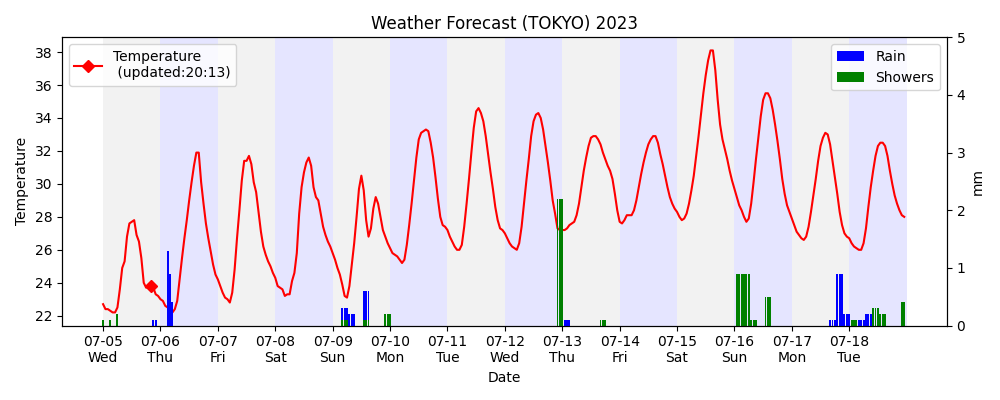 Weather Forecast (TOKYO) 2023
Temperature
(updated:20:13)
Rain
Showers
Temperature
38
36
34
32
30
28
26
24
22
5
4
3
2
1
0
mm
07-05 07-06 07-07 07-08 07-09 07-10 07-11 07-12 07-13 07-14 07-15 07-16 07-17 07-18
Wed Thu Fri Sat Sun Mon Tue Wed Thu Fri Sat Sun Mon Tue
Date